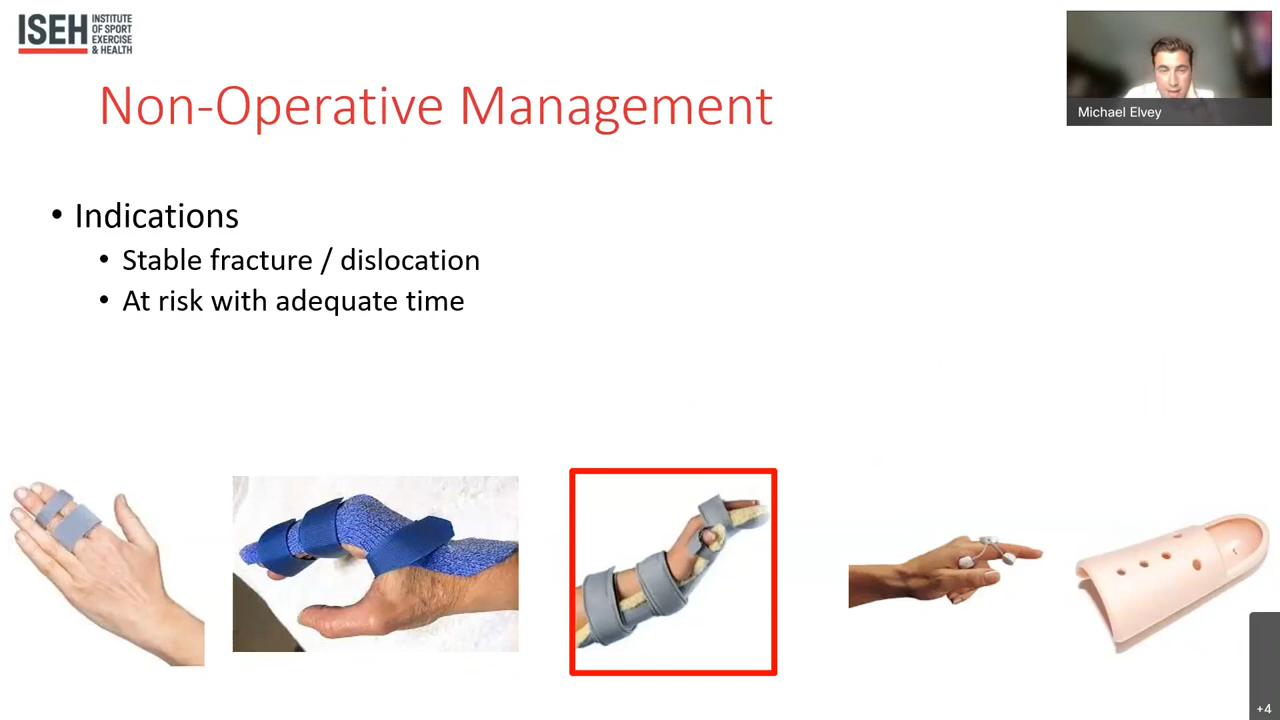 ISEH INSTITUTE
OF SPORT
EXERCISE
& HEALTH
Michael Elvey
Non-Operative Management
• Indications
• Stable fracture / dislocation
• At risk with adequate time
+4